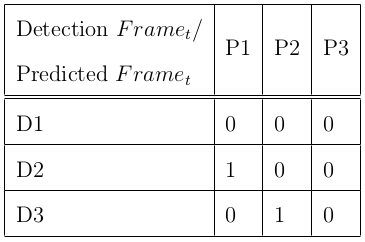 Detection Frame_t/
Predicted Frame_t
P1 P2 P3
D1 0 0 0
D2 1 0 0
D3 0 1 0